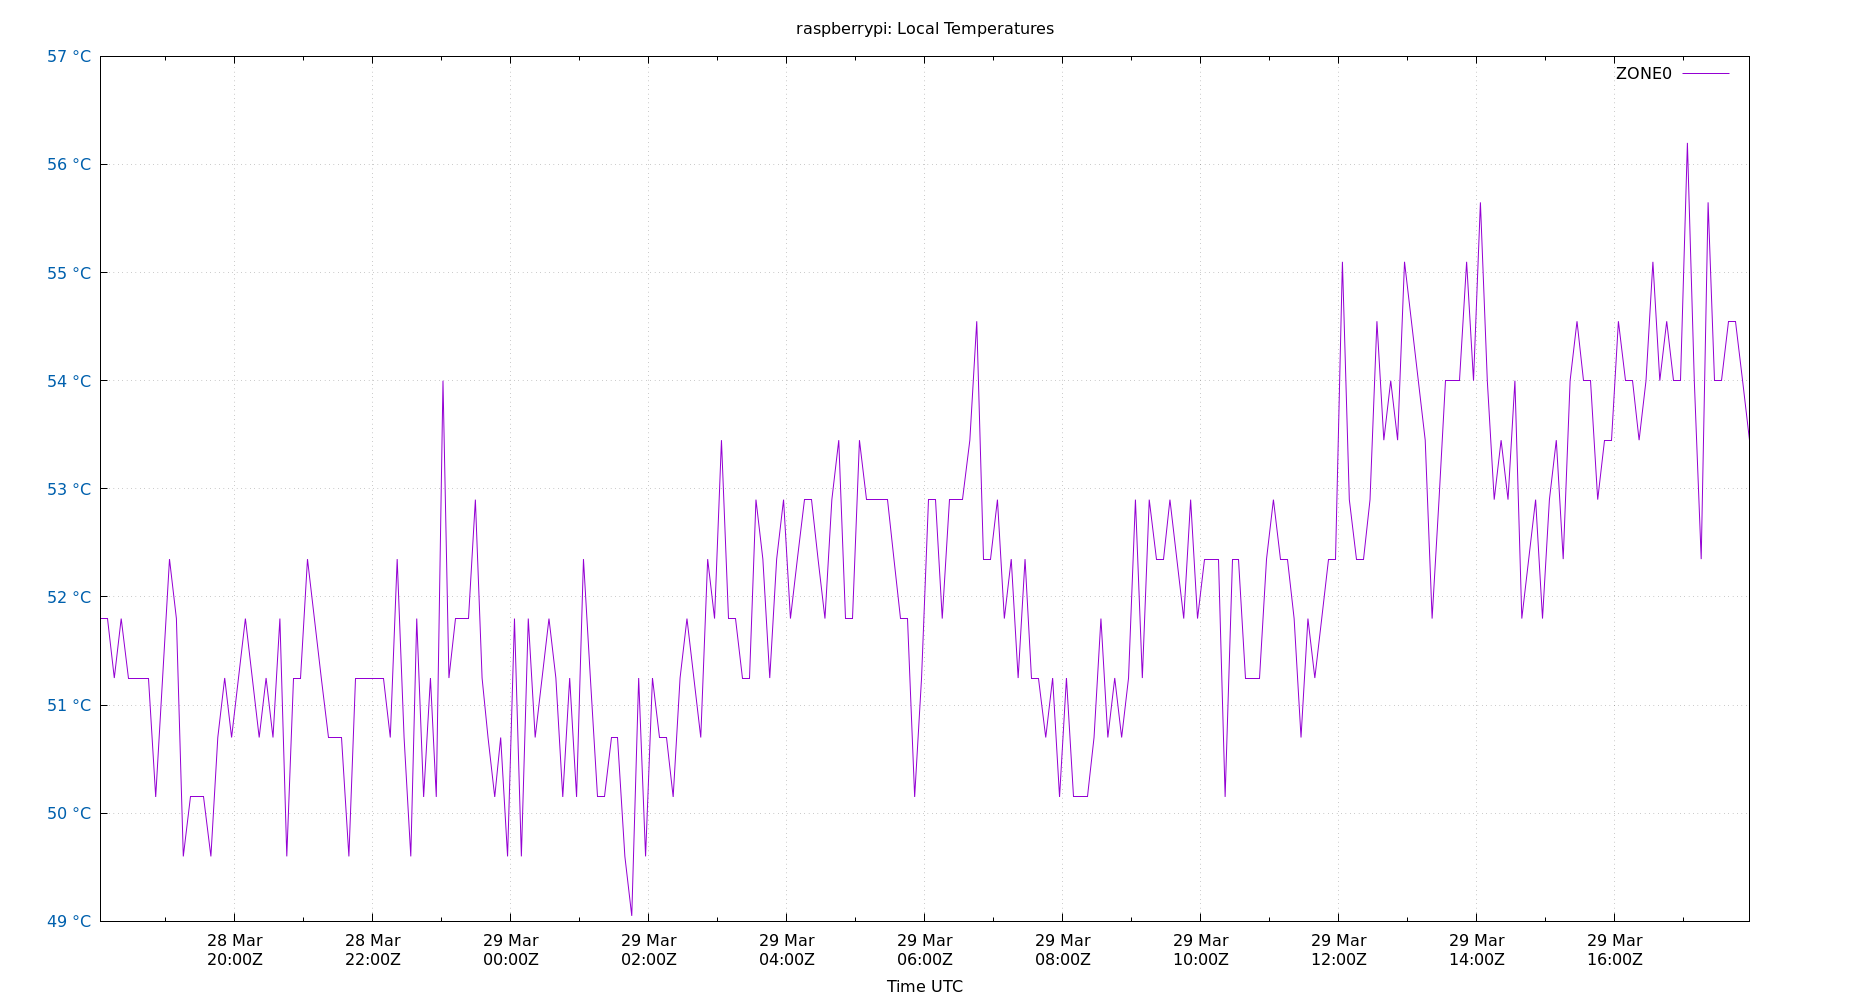 raspberrypi: Local Temperatures
57 °C
ZONE0
56 °C
55 °C
54 °C
53 °C
52 °C
51 °C
50 °C
49 °C
28 Mar 28 Mar 29 Mar 29 Mar 29 Mar 29 Mar 29 Mar 29 Mar 29 Mar 29 Mar 29 Mar
20:00Z 22:00Z 00:00Z 02:00Z 04:00Z 06:00Z 08:00Z 10:00Z 12:00Z 14:00Z 16:00Z
Time UTC